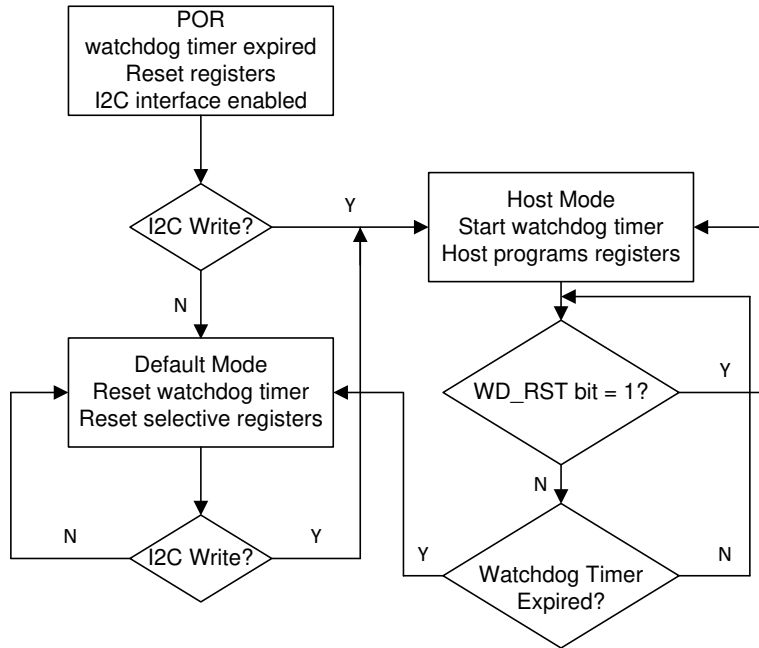 POR
watchdog timer expired
Reset registers
I2C interface enabled
I2C Write?
Y
N
Host Mode
Start watchdog timer
Host programs registers
Default Mode
Reset watchdog timer
Reset selective registers
WD_RST bit = 1?
Y
N
I2C Write?
N
Y
Watchdog Timer
Expired?
Y
N